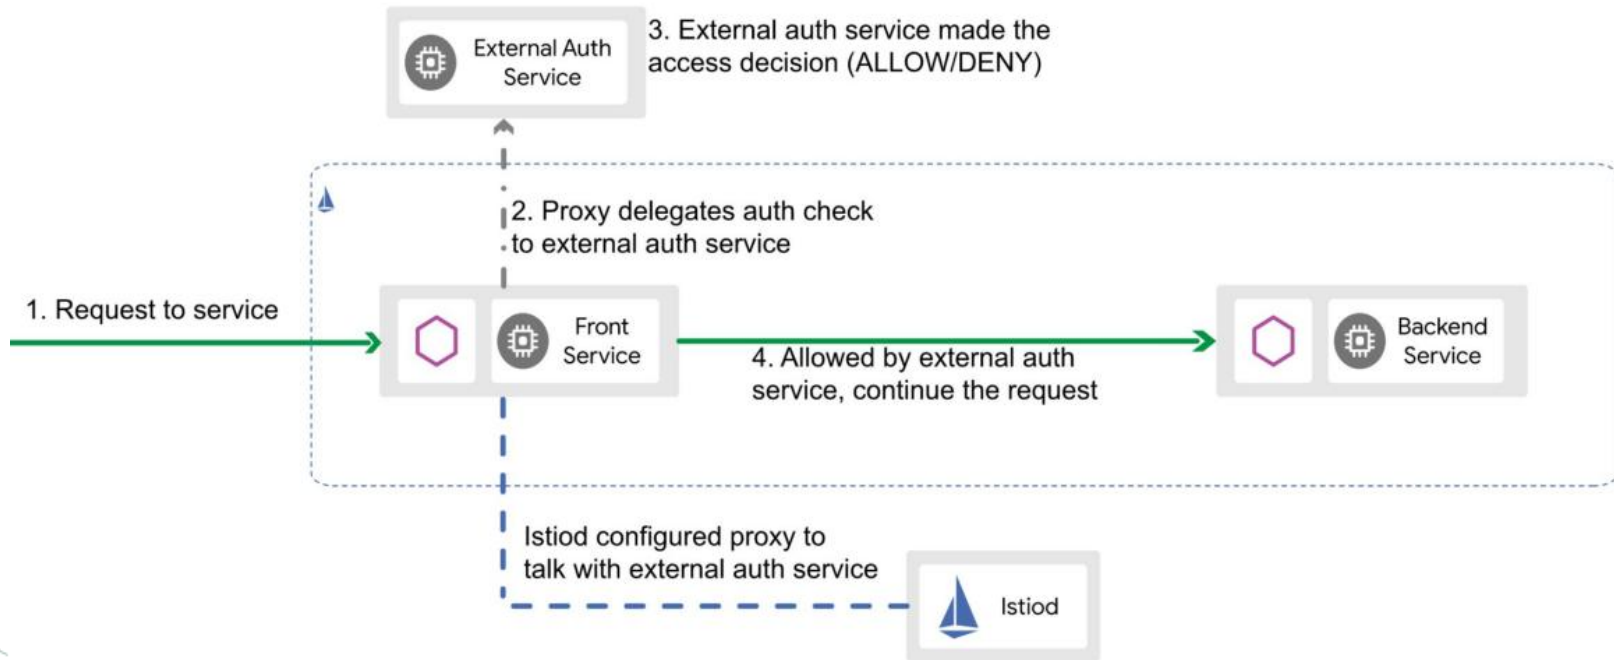 External Auth
Service
3. External auth service made the
access decision (ALLOW/DENY)
2. Proxy delegates auth check
to external auth service
1. Request to service
Front
Service
4. Allowed by external auth
service, continue the request
Backend
Service
Istiod configured proxy to
talk with external auth service
Istiod